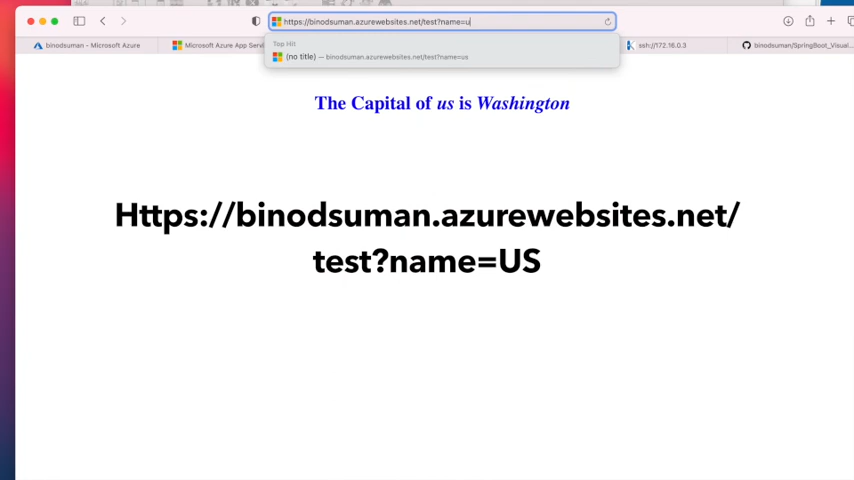 https://binodsuman.azurewebsites.net/test?name=u
binodsuman - Microsoft Azure
Microsoft Azure App Servi
Top Hit
(no title) — binodsuman.azurewebsites.net/test?name=us
ssh://172.16.0.3
binodsuman/SpringBoot_Visual...
The Capital of us is Washington
Https://binodsuman.azurewebsites.net/
test?name=US